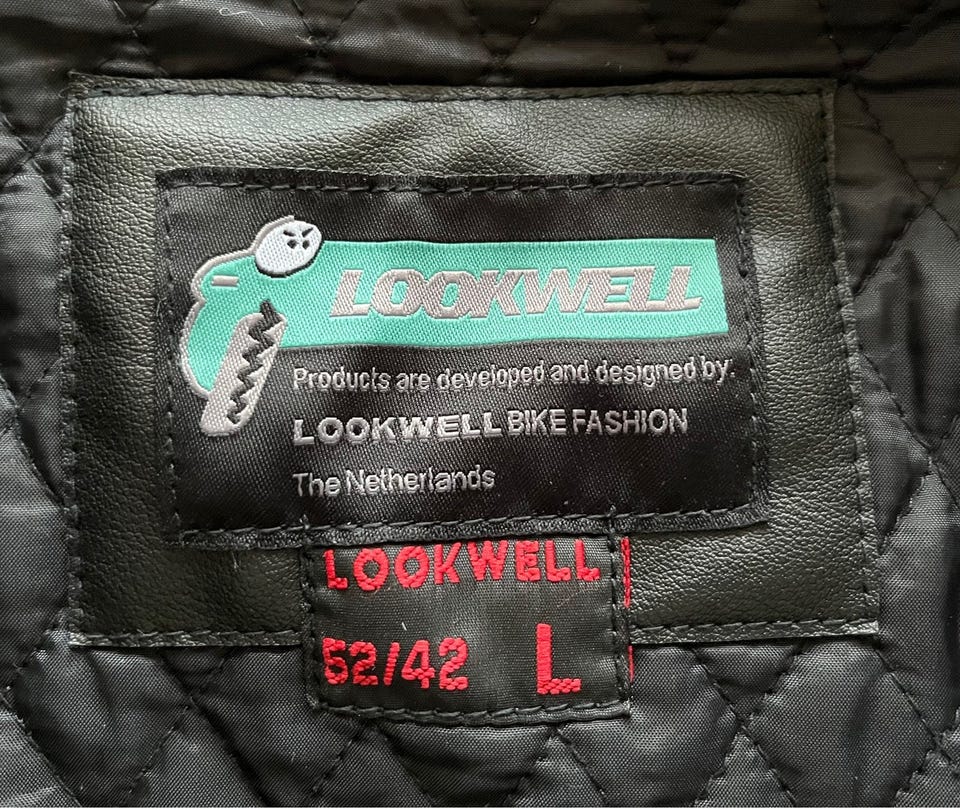 LOOKWELL
Products are developed and designed by:
LOOKWELL BIKE FASHION
The Netherlands
LOOKWELL
52/42 L